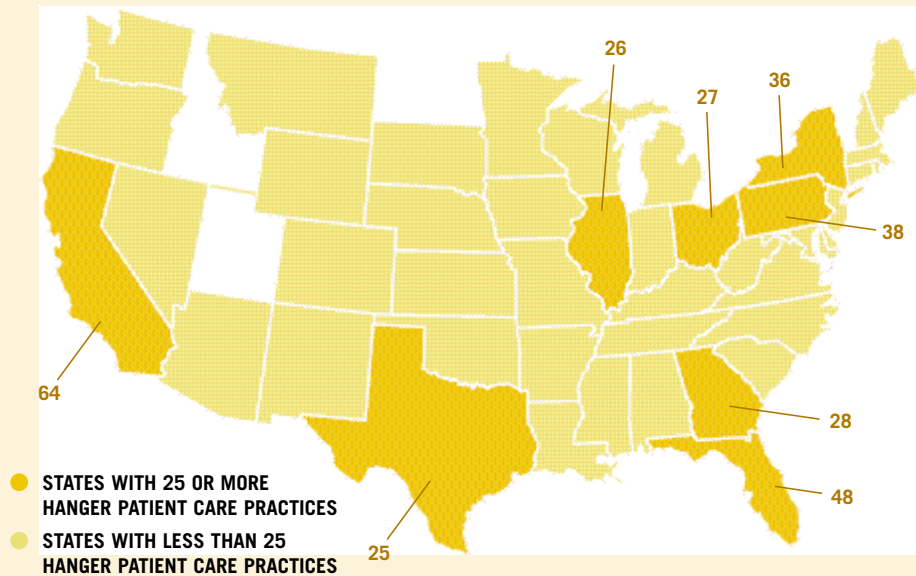 26
27
36
38
64
28
48
25
STATES WITH 25 OR MORE
HANGER PATIENT CARE PRACTICES
STATES WITH LESS THAN 25
HANGER PATIENT CARE PRACTICES